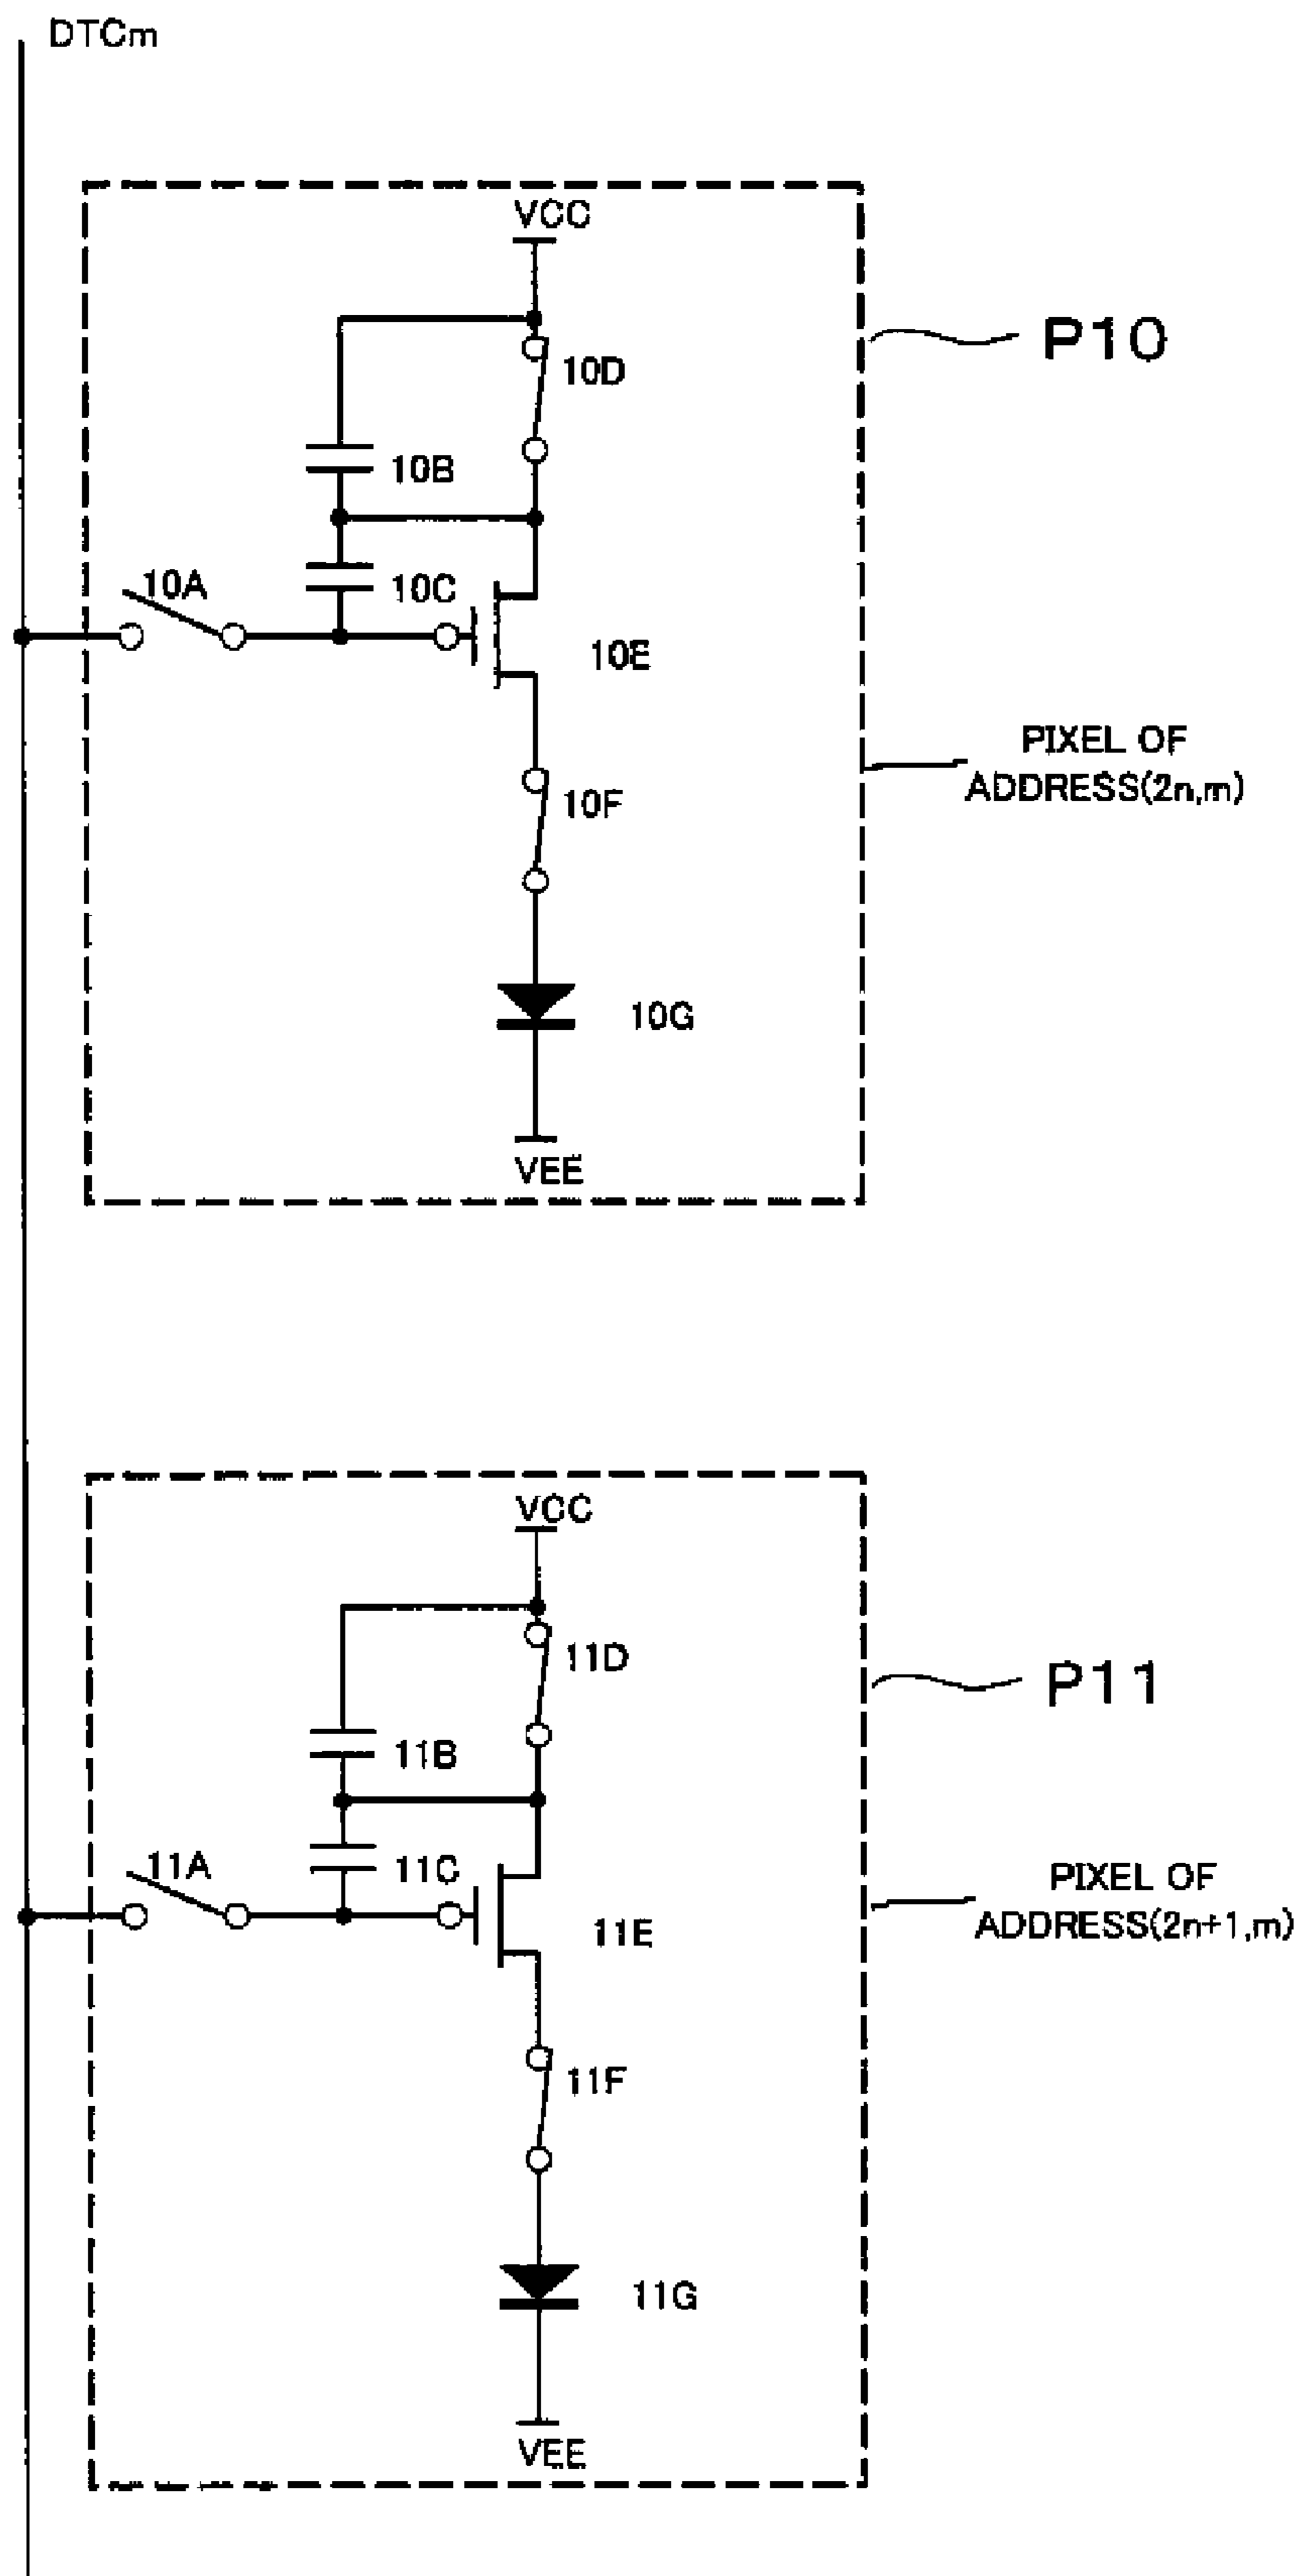 DTCm
VCC
P10
10D
10B
10A
10C
10E
PIXEL OF
ADDRESS(2n,m)
10F
10G
VEE
VCC
11D
P11
11B
11A
11C
PIXEL OF
11E
ADDRESS(2n+1,m)
11F
11G
VEE